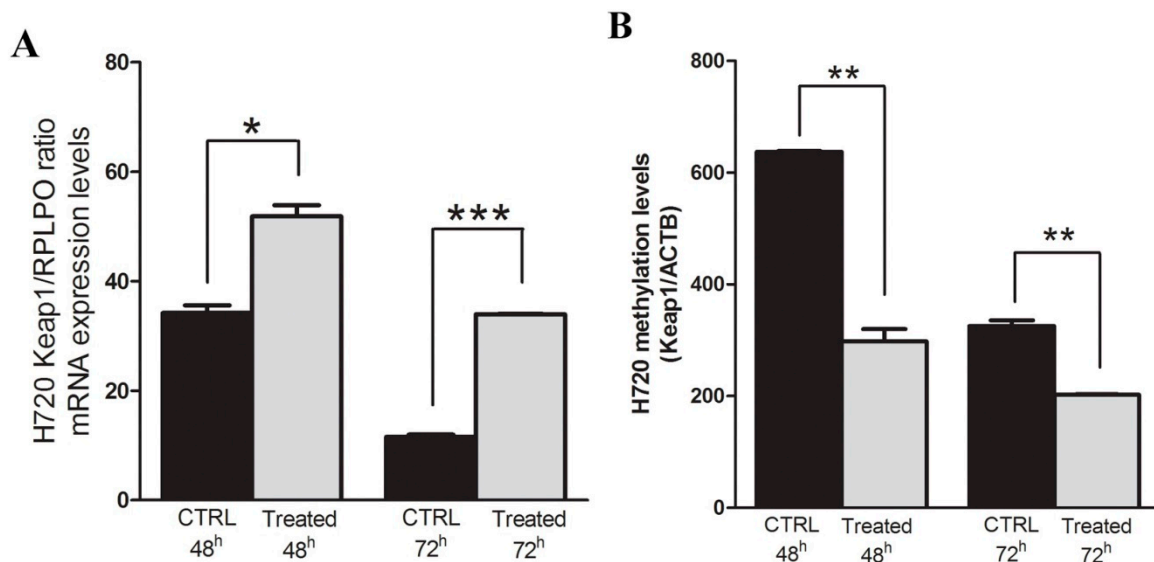 A
H720 Keap1/RPLPO ratio
mRNA expression levels
80
60
40
20
0
*
***
CTRL Treated CTRL Treated
48h 48h 72h 72h
B
H720 methylation levels
(Keap1/ACTB)
800
600
400
200
0
**
**
CTRL Treated CTRL Treated
48h 48h 72h 72h